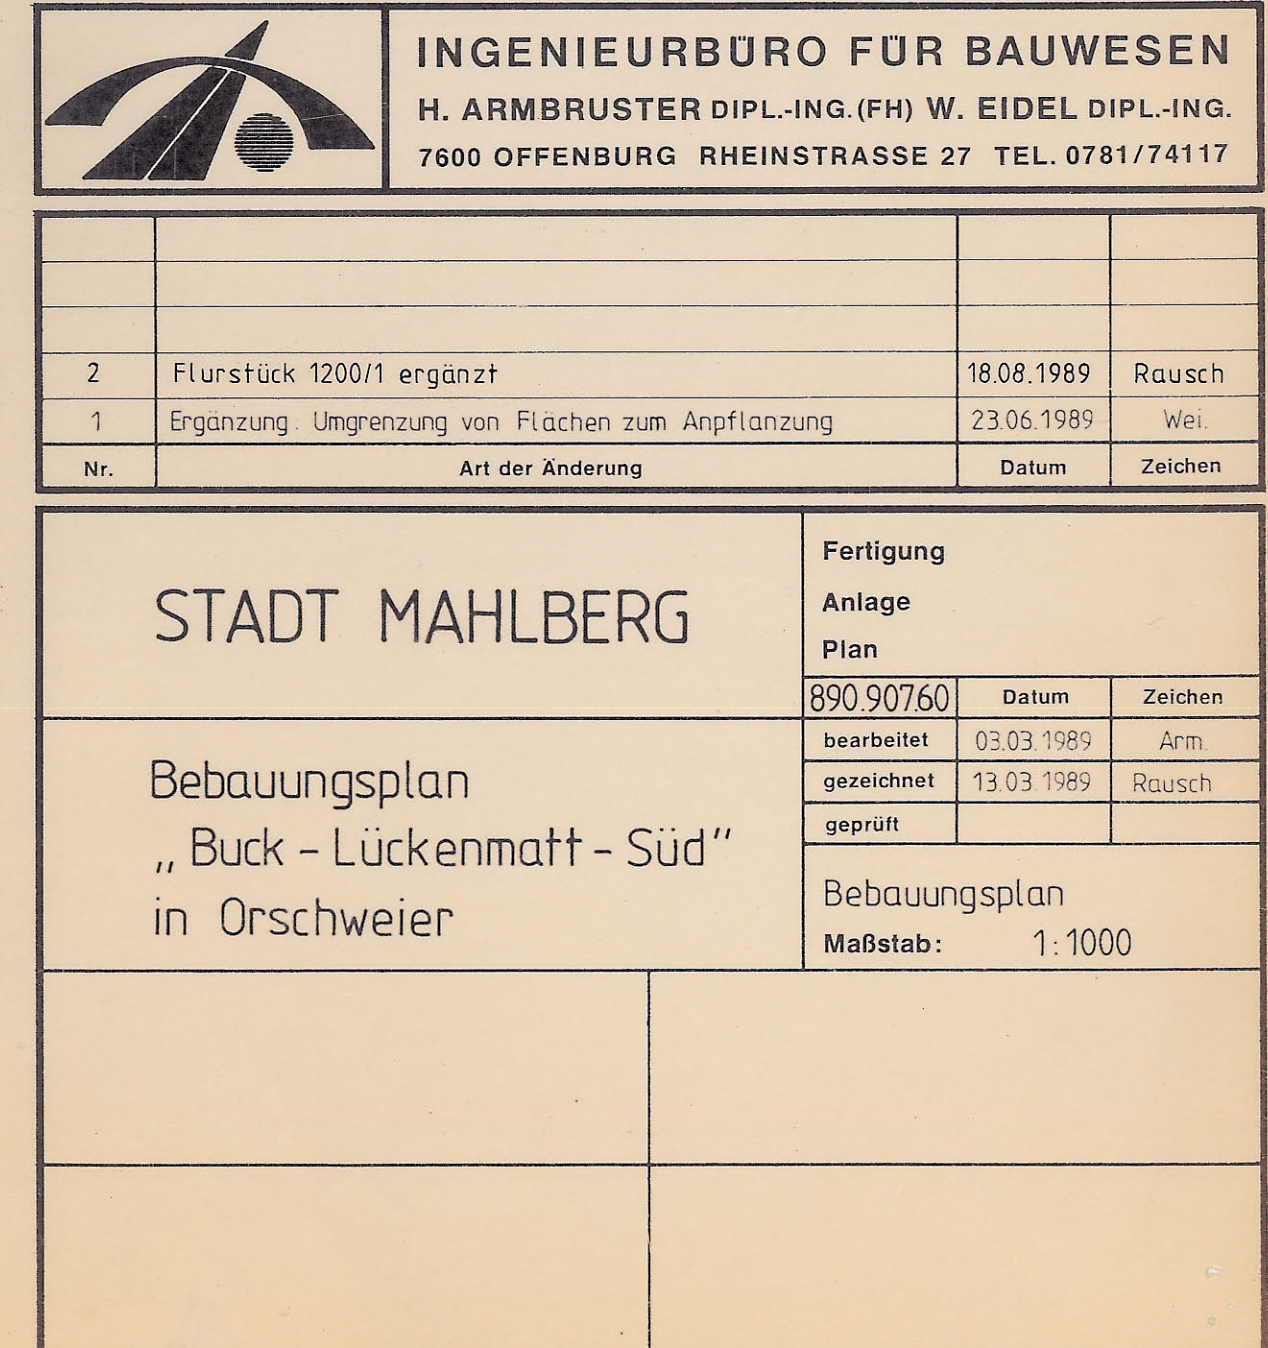 INGENIEURBÜRO FÜR BAUWESEN
H. ARMBRUSTER DIPL.-ING.(FH) W. EIDEL DIPL.-ING.
7600 OFFENBURG RHEINSTRASSE 27 TEL. 0781/74117
2 Flurstück 1200/1 ergänzt 18.08.1989 Rausch
1 Ergänzung. Umgrenzung von Flächen zum Anpflanzung 23.06.1989 Wei.
Nr. Art der Änderung Datum Zeichen
STADT MAHLBERG
Fertigung
Anlage
Plan
890.907.60 Datum Zeichen
bearbeitet 03.03.1989 Arm.
gezeichnet 13.03.1989 Rausch
geprüft
Bebauungsplan
„Buck - Lückenmatt - Süd"
in Orschweier
Bebauungsplan
Maßstab: 1:1000